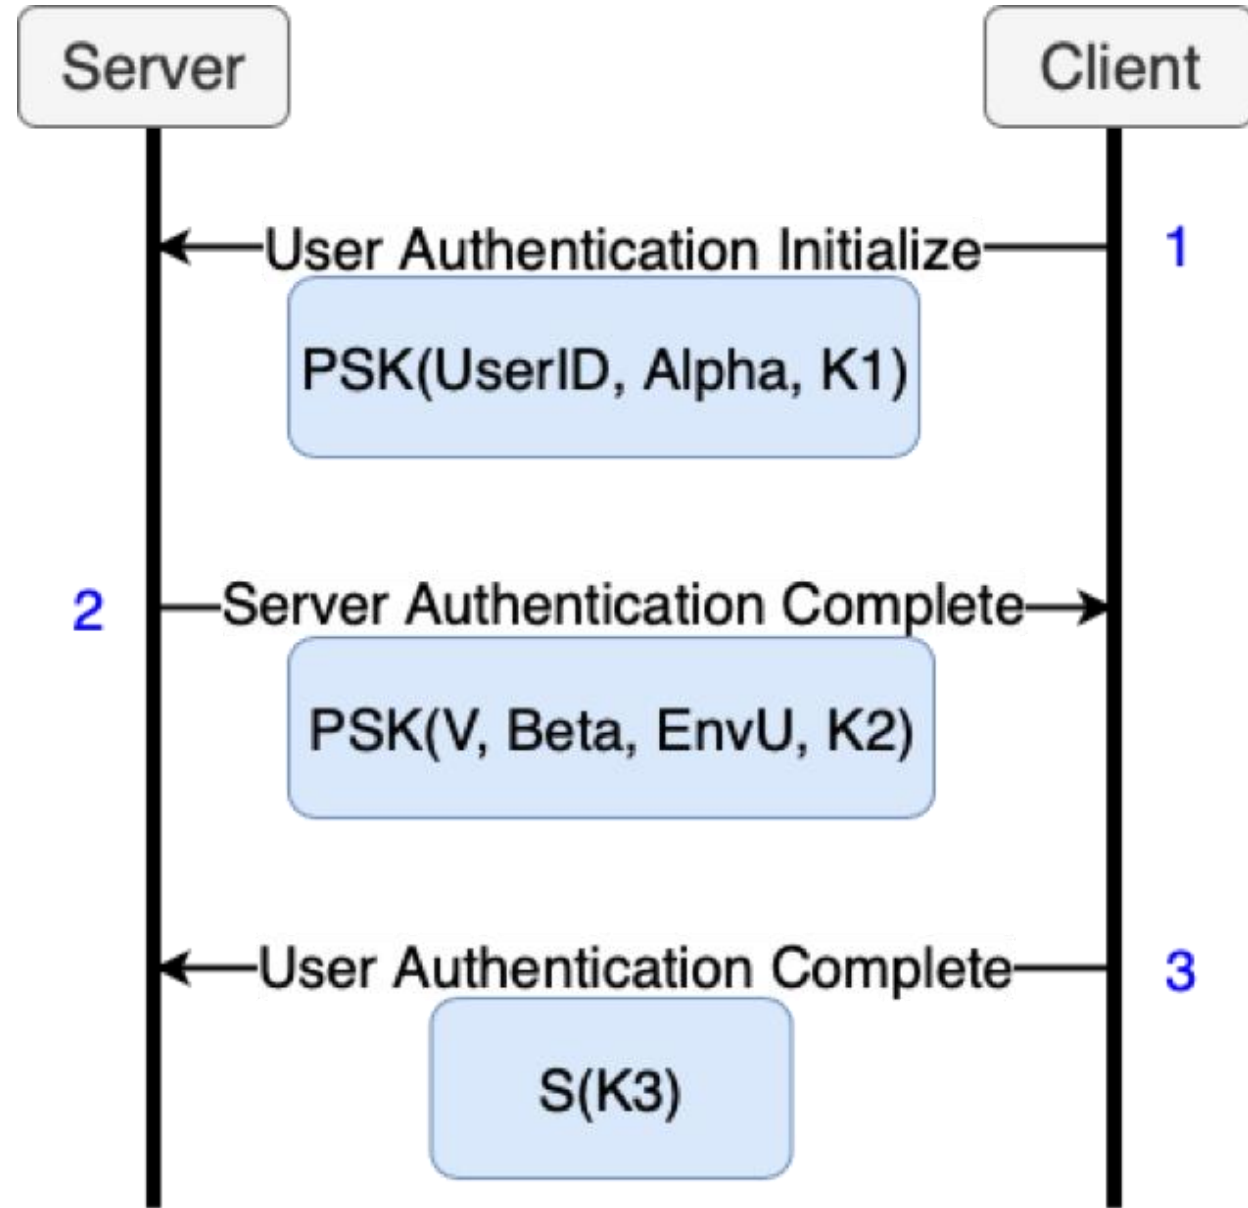 Server
Client
User Authentication Initialize
1
PSK(UserID, Alpha, K1)
2
Server Authentication Complete
PSK(V, Beta, EnvU, K2)
User Authentication Complete
3
S(K3)